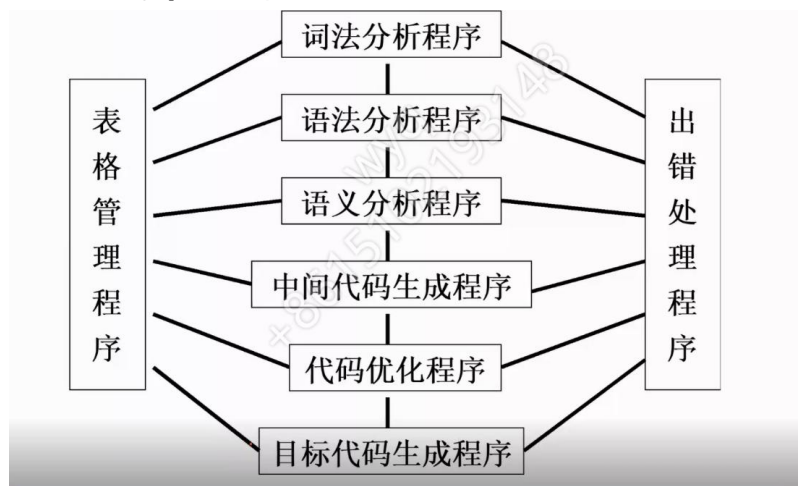 词法分析程序
语法分析程序
语义分析程序
中间代码生成程序
代码优化程序
目标代码生成程序
表格管理程序
出错处理程序